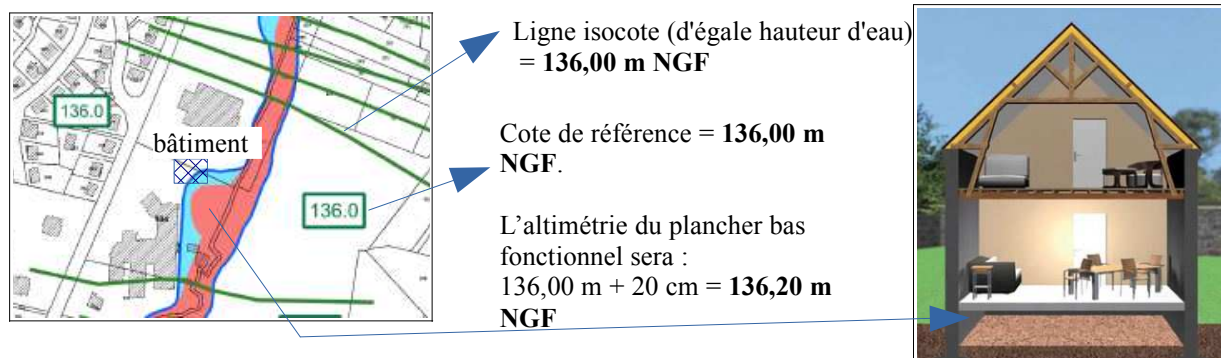 136.0
bâtiment
136.0
Ligne isocote (d'égale hauteur d'eau)
= 136,00 m NGF
Cote de référence = 136,00 m
NGF.
L'altimétrie du plancher bas
fonctionnel sera :
136,00 m + 20 cm = 136,20 m
NGF